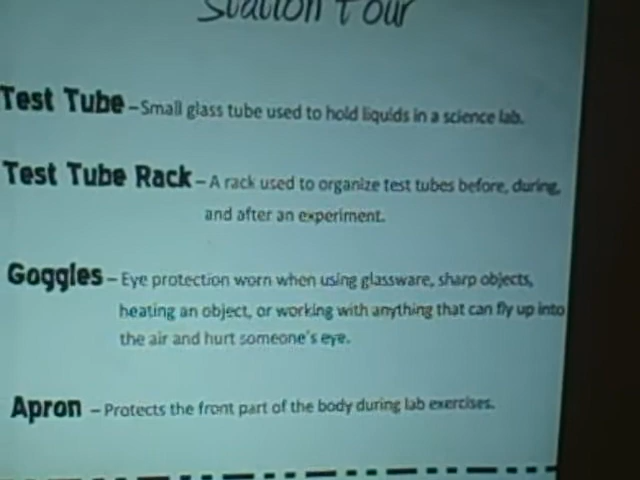 Station Four
Test Tube – Small glass tube used to hold liquids in a science lab.
Test Tube Rack – A rack used to organize test tubes before, during,
and after an experiment.
Goggles – Eye protection worn when using glassware, sharp objects,
heating an object, or working with anything that can fly up into
the air and hurt someone's eye.
Apron – Protects the front part of the body during lab exercises.